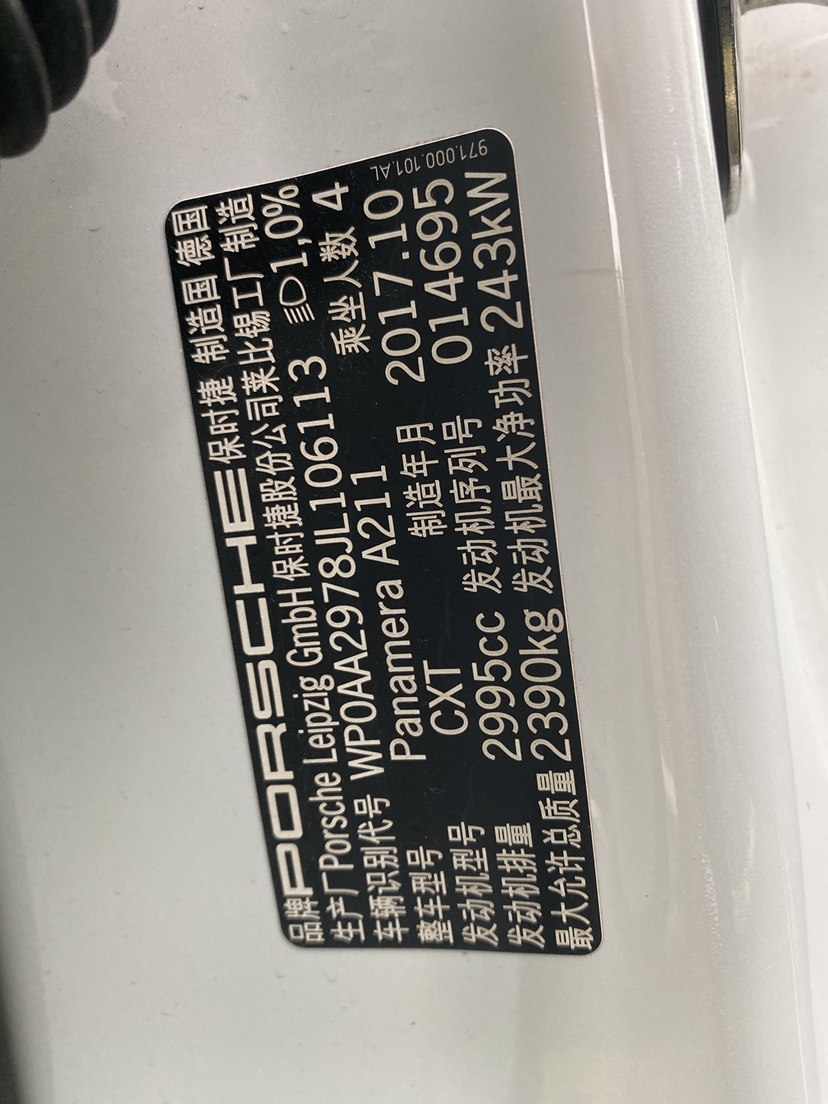 971.000.101.AL
品牌 PORSCHE 保时捷 制造国 德国
生产厂 Porsche Leipzig GmbH 保时捷股份公司莱比锡工厂制造
车辆识别代号 WP0AA2978JL106113 1,0%
整车型号 Panamera A211 乘坐人数 4
发动机型号 CXT 制造年月 2017.10
发动机排量 2995cc 发动机序列号 014695
最大允许总质量 2390kg 发动机最大净功率 243kW